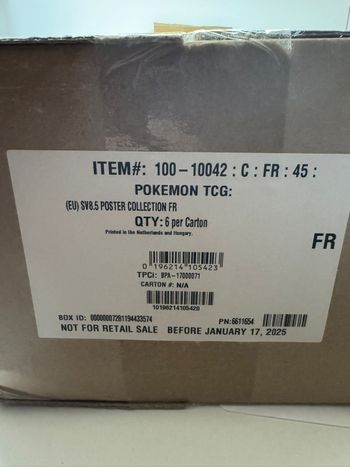 ITEM#: 100-10042 : C : FR : 45 :
POKEMON TCG:
(EU) SV8.5 POSTER COLLECTION FR
QTY: 6 per Carton
Printed in the Netherlands and Hungary.
FR
0 196214 105423
TPCi: BPA-17000071
CARTON #: N/A
10196214105420
BOX ID: 00000007281194433574
PN:6611654
NOT FOR RETAIL SALE BEFORE JANUARY 17, 2025